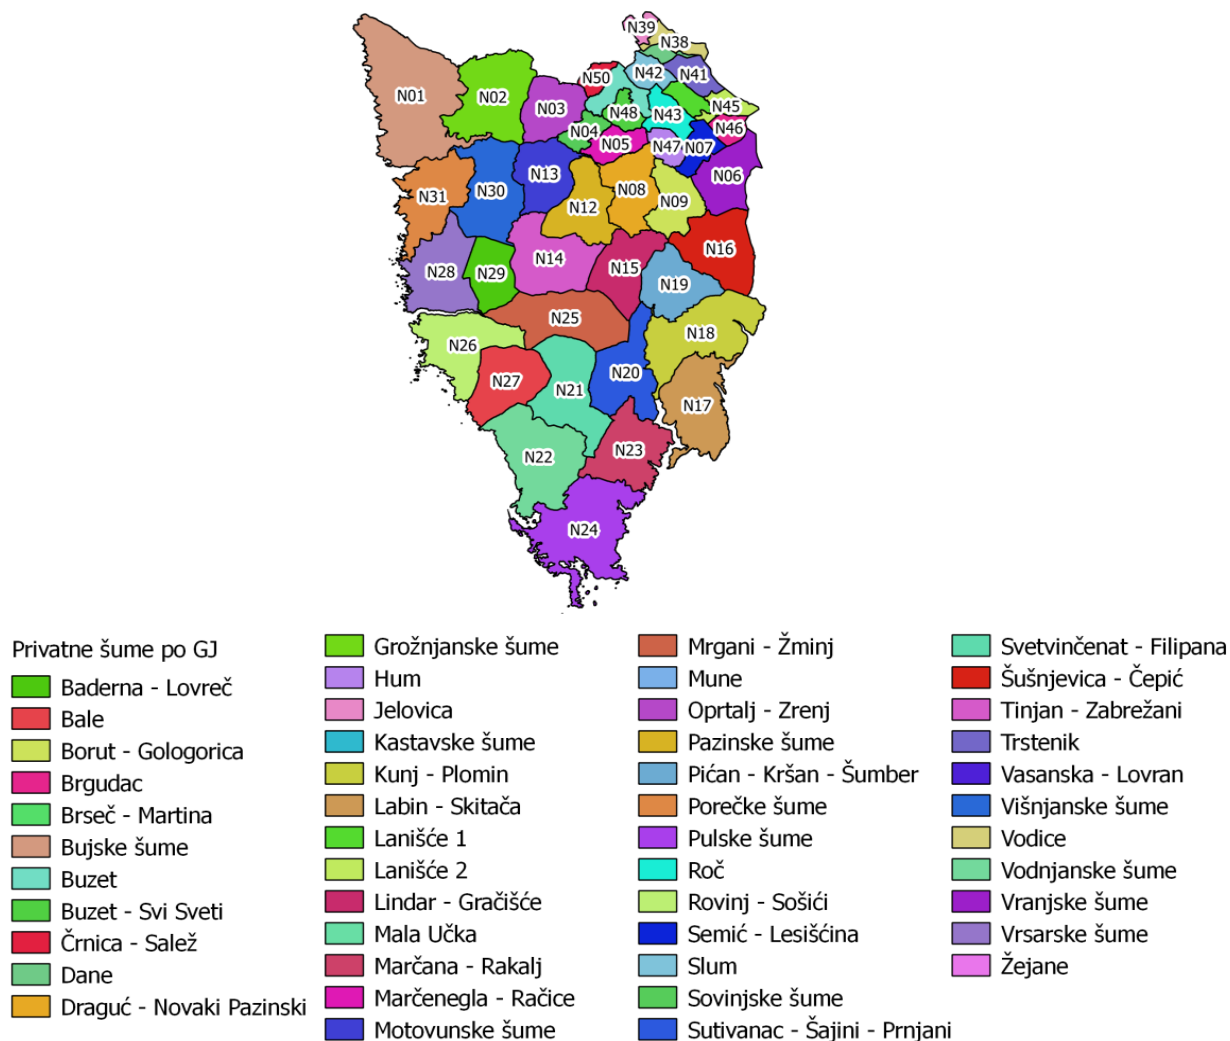 N39
N38
N42
N41
N50
N01
N02
N03
N48
N43
N45
N04
N46
N05
N47
N07
N13
N06
N31
N30
N12
N08
N09
N16
N28
N29
N14
N15
N19
N25
N18
N26
N27
N21
N20
N17
N22
N23
N24
Privatne šume po GJ
Baderna - Lovreč
Bale
Borut - Gologorica
Brgudac
Brseč - Martina
Bujske šume
Buzet
Buzet - Svi Sveti
Črnica - Salež
Dane
Draguć - Novaki Pazinski
Grožnjanske šume
Hum
Jelovica
Kastavske šume
Kunj - Plomin
Labin - Skitača
Lanišće 1
Lanišće 2
Lindar - Gračišće
Mala Učka
Marčana - Rakalj
Marčenegla - Račice
Motovunske šume
Mrgani - Žminj
Mune
Oprtalj - Zrenj
Pazinske šume
Pićan - Kršan - Šumber
Porečke šume
Pulske šume
Roč
Rovinj - Sošići
Semić - Lesišćina
Slum
Sovinjske šume
Sutivanac - Šajini - Prnjani
Svetvinčenat - Filipana
Šušnjevica - Čepić
Tinjan - Zabrežani
Trstenik
Vasanska - Lovran
Višnjanske šume
Vodice
Vodnjanske šume
Vranjske šume
Vrsarske šume
Žejane